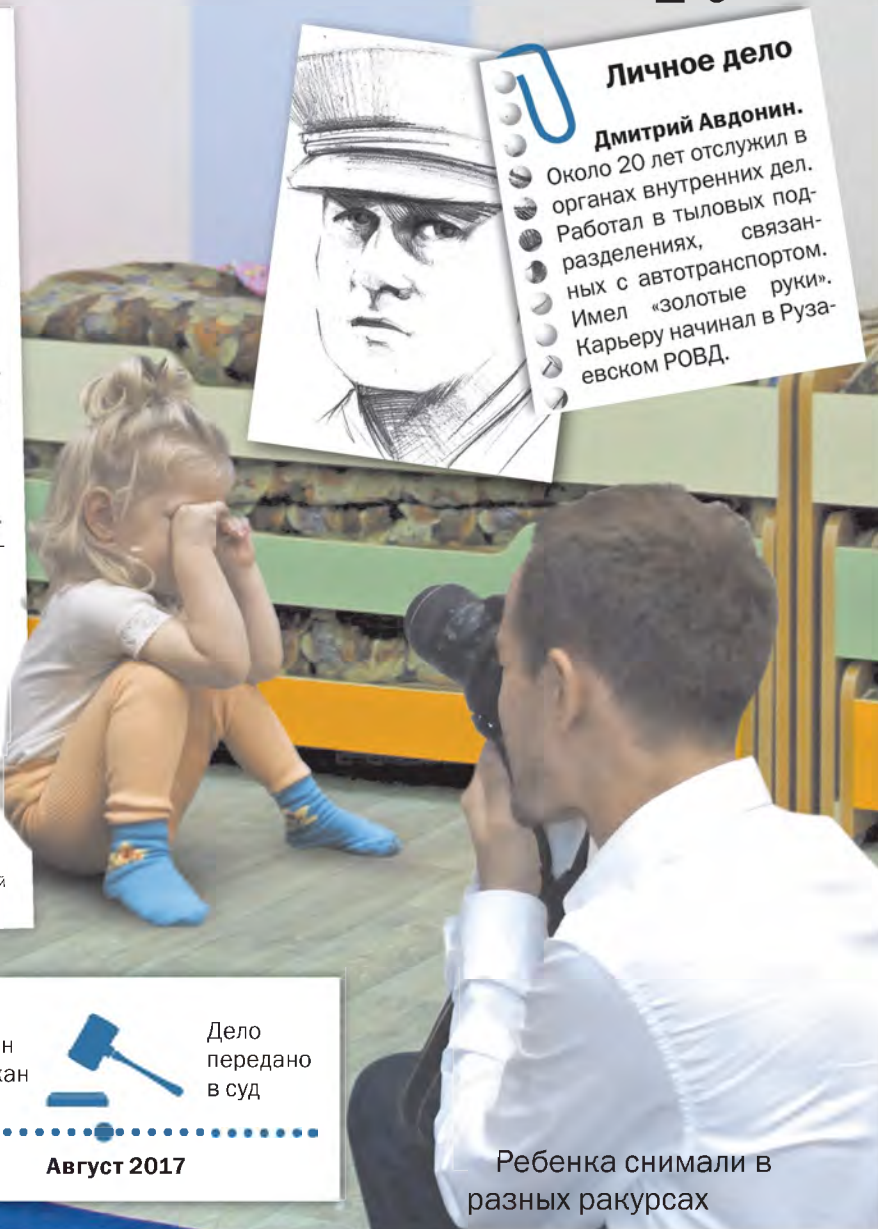 Личное дело
Дмитрий Авдонин.
Около 20 лет отслужил в
органах внутренних дел.
Работал в тыловых под-
разделениях, связан-
ных с автотранспортом.
Имел «золотые руки».
Карьеру начинал в Руза-
евском РОВД.
Дело
передано
в суд
Август 2017
Ребенка снимали в
разных ракурсах